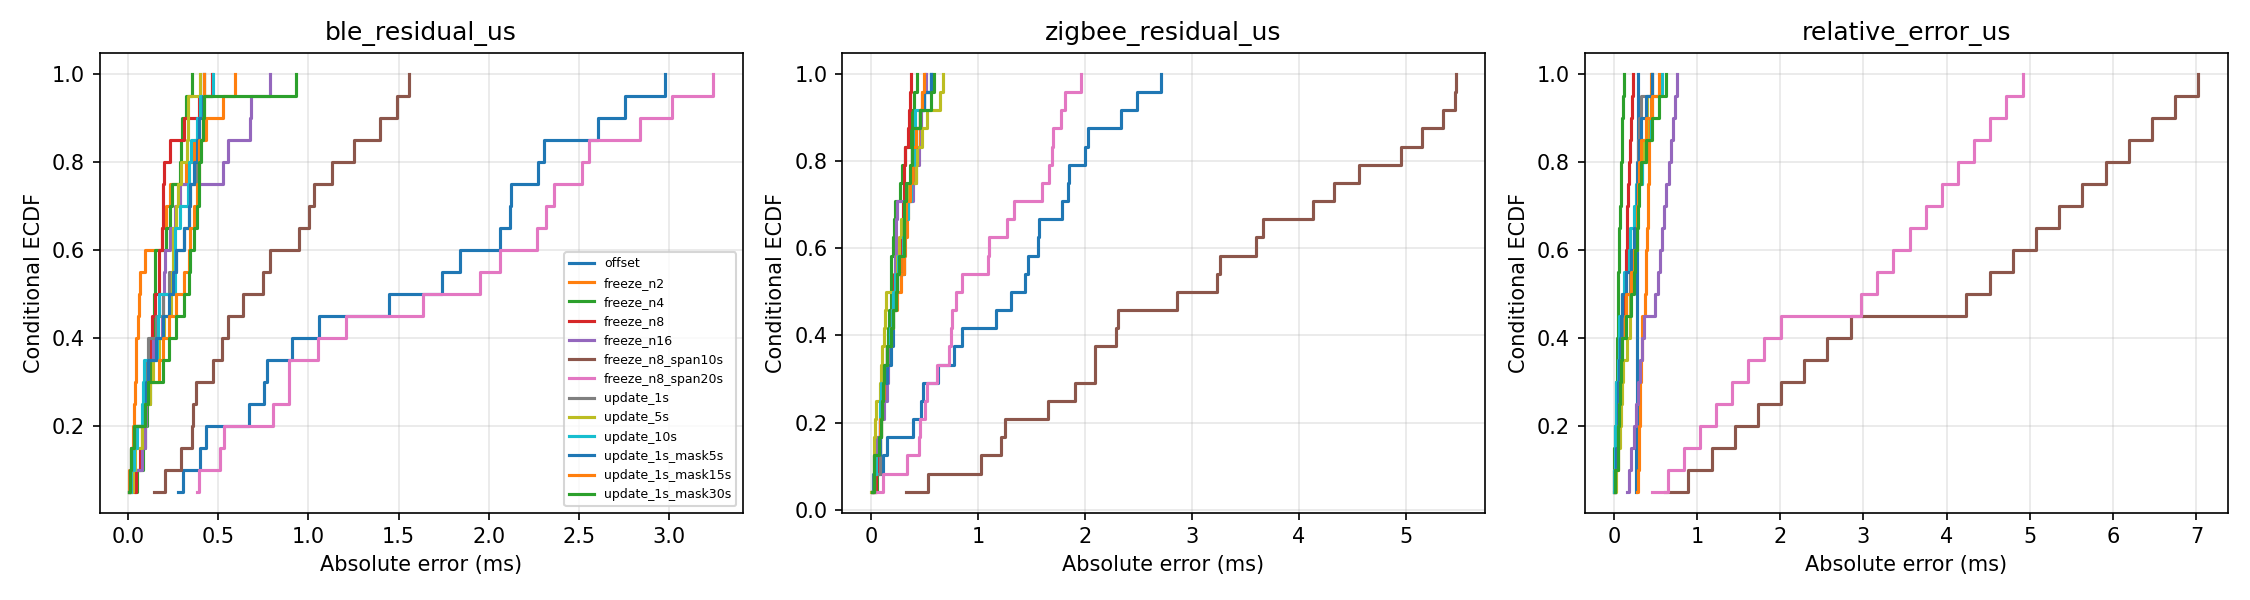 ble_residual_us
Conditional ECDF
1.0
0.8
0.6
0.4
0.2
0.0 0.5 1.0 1.5 2.0 2.5 3.0
Absolute error (ms)
offset
freeze_n2
freeze_n4
freeze_n8
freeze_n16
freeze_n8_span10s
freeze_n8_span20s
update_1s
update_5s
update_10s
update_1s_mask5s
update_1s_mask15s
update_1s_mask30s
zigbee_residual_us
Conditional ECDF
1.0
0.8
0.6
0.4
0.2
0.0
0 1 2 3 4 5
Absolute error (ms)
relative_error_us
Conditional ECDF
1.0
0.8
0.6
0.4
0.2
0 1 2 3 4 5 6 7
Absolute error (ms)